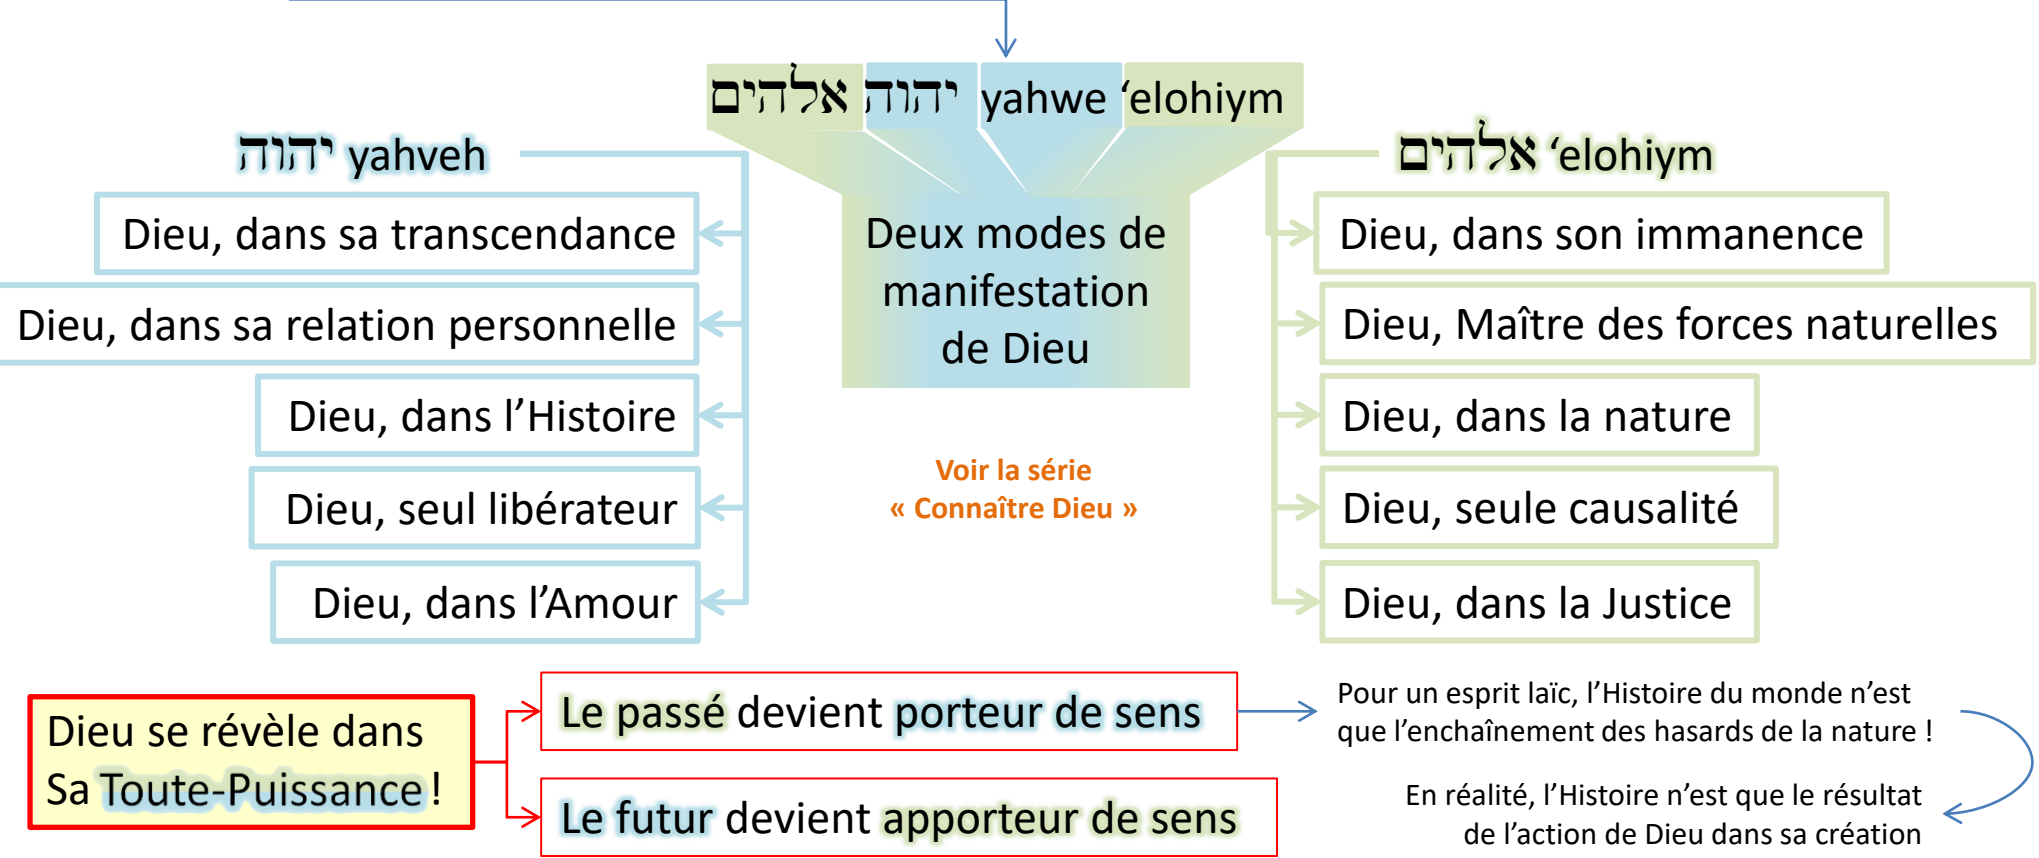 יהוה אלהים yahwe ‘elohiym
יהוה yahveh
Dieu, dans sa transcendance
Dieu, dans sa relation personnelle
Dieu, dans l’Histoire
Dieu, seul libérateur
Dieu, dans l’Amour
Deux modes de
manifestation
de Dieu
Voir la série
« Connaître Dieu »
אלהים ‘elohiym
Dieu, dans son immanence
Dieu, Maître des forces naturelles
Dieu, dans la nature
Dieu, seule causalité
Dieu, dans la Justice
Dieu se révèle dans
Sa Toute-Puissance !
Le passé devient porteur de sens
Le futur devient apporteur de sens
Pour un esprit laïc, l’Histoire du monde n’est
que l’enchaînement des hasards de la nature !
En réalité, l’Histoire n’est que le résultat
de l’action de Dieu dans sa création